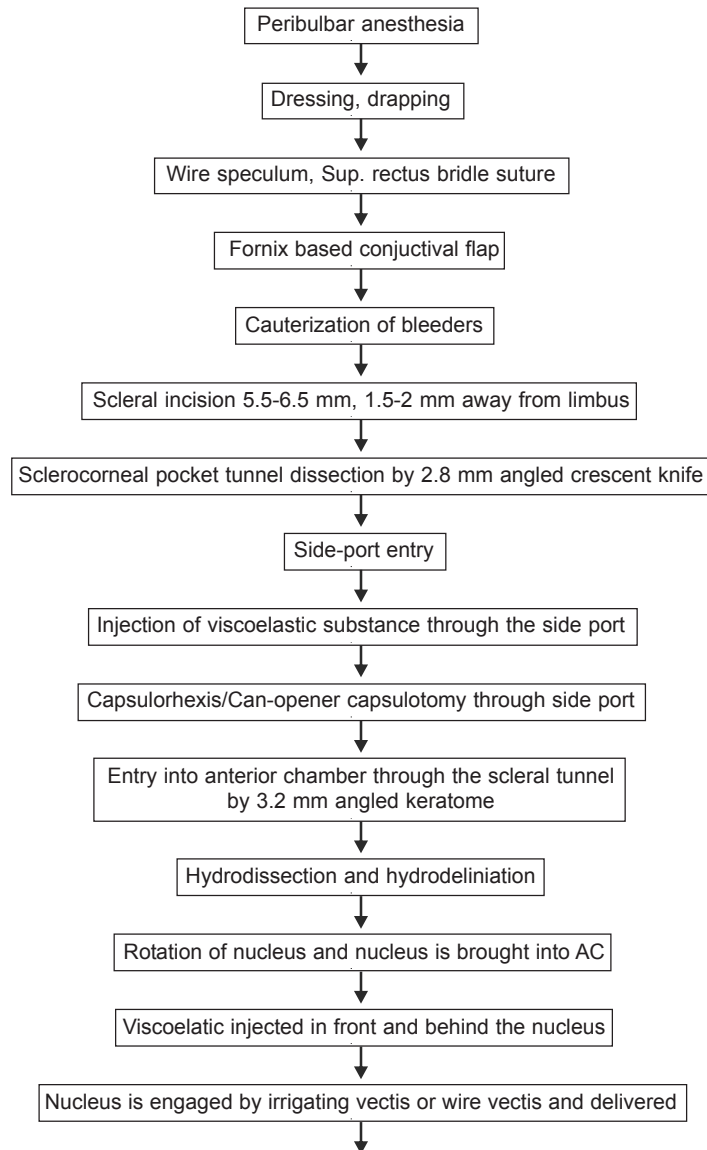 Peribulbar anesthesia
Dressing, drapping
Wire speculum, Sup. rectus bridle suture
Fornix based conjuctival flap
Cauterization of bleeders
Scleral incision 5.5-6.5 mm, 1.5-2 mm away from limbus
Sclerocorneal pocket tunnel dissection by 2.8 mm angled crescent knife
Side-port entry
Injection of viscoelastic substance through the side port
Capsulorhexis/Can-opener capsulotomy through side port
Entry into anterior chamber through the scleral tunnel
by 3.2 mm angled keratome
Hydrodissection and hydrodeliniation
Rotation of nucleus and nucleus is brought into AC
Viscoelatic injected in front and behind the nucleus
Nucleus is engaged by irrigating vectis or wire vectis and delivered